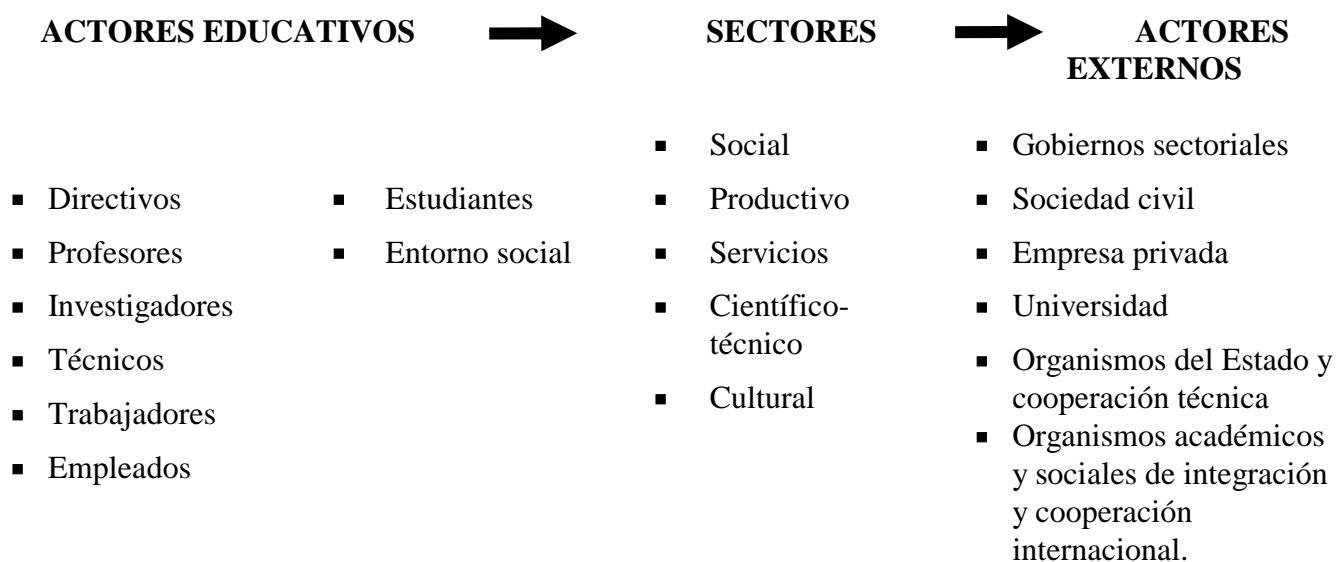 ACTORES EDUCATIVOS
SECTORES
ACTORES
EXTERNOS
▪ Directivos
▪ Profesores
▪ Investigadores
▪ Técnicos
▪ Trabajadores
▪ Empleados
▪ Estudiantes
▪ Entorno social
▪ Social
▪ Productivo
▪ Servicios
▪ Científico-
técnico
▪ Cultural
▪ Gobiernos sectoriales
▪ Sociedad civil
▪ Empresa privada
▪ Universidad
▪ Organismos del Estado y
cooperación técnica
▪ Organismos académicos
y sociales de integración
y cooperación
internacional.